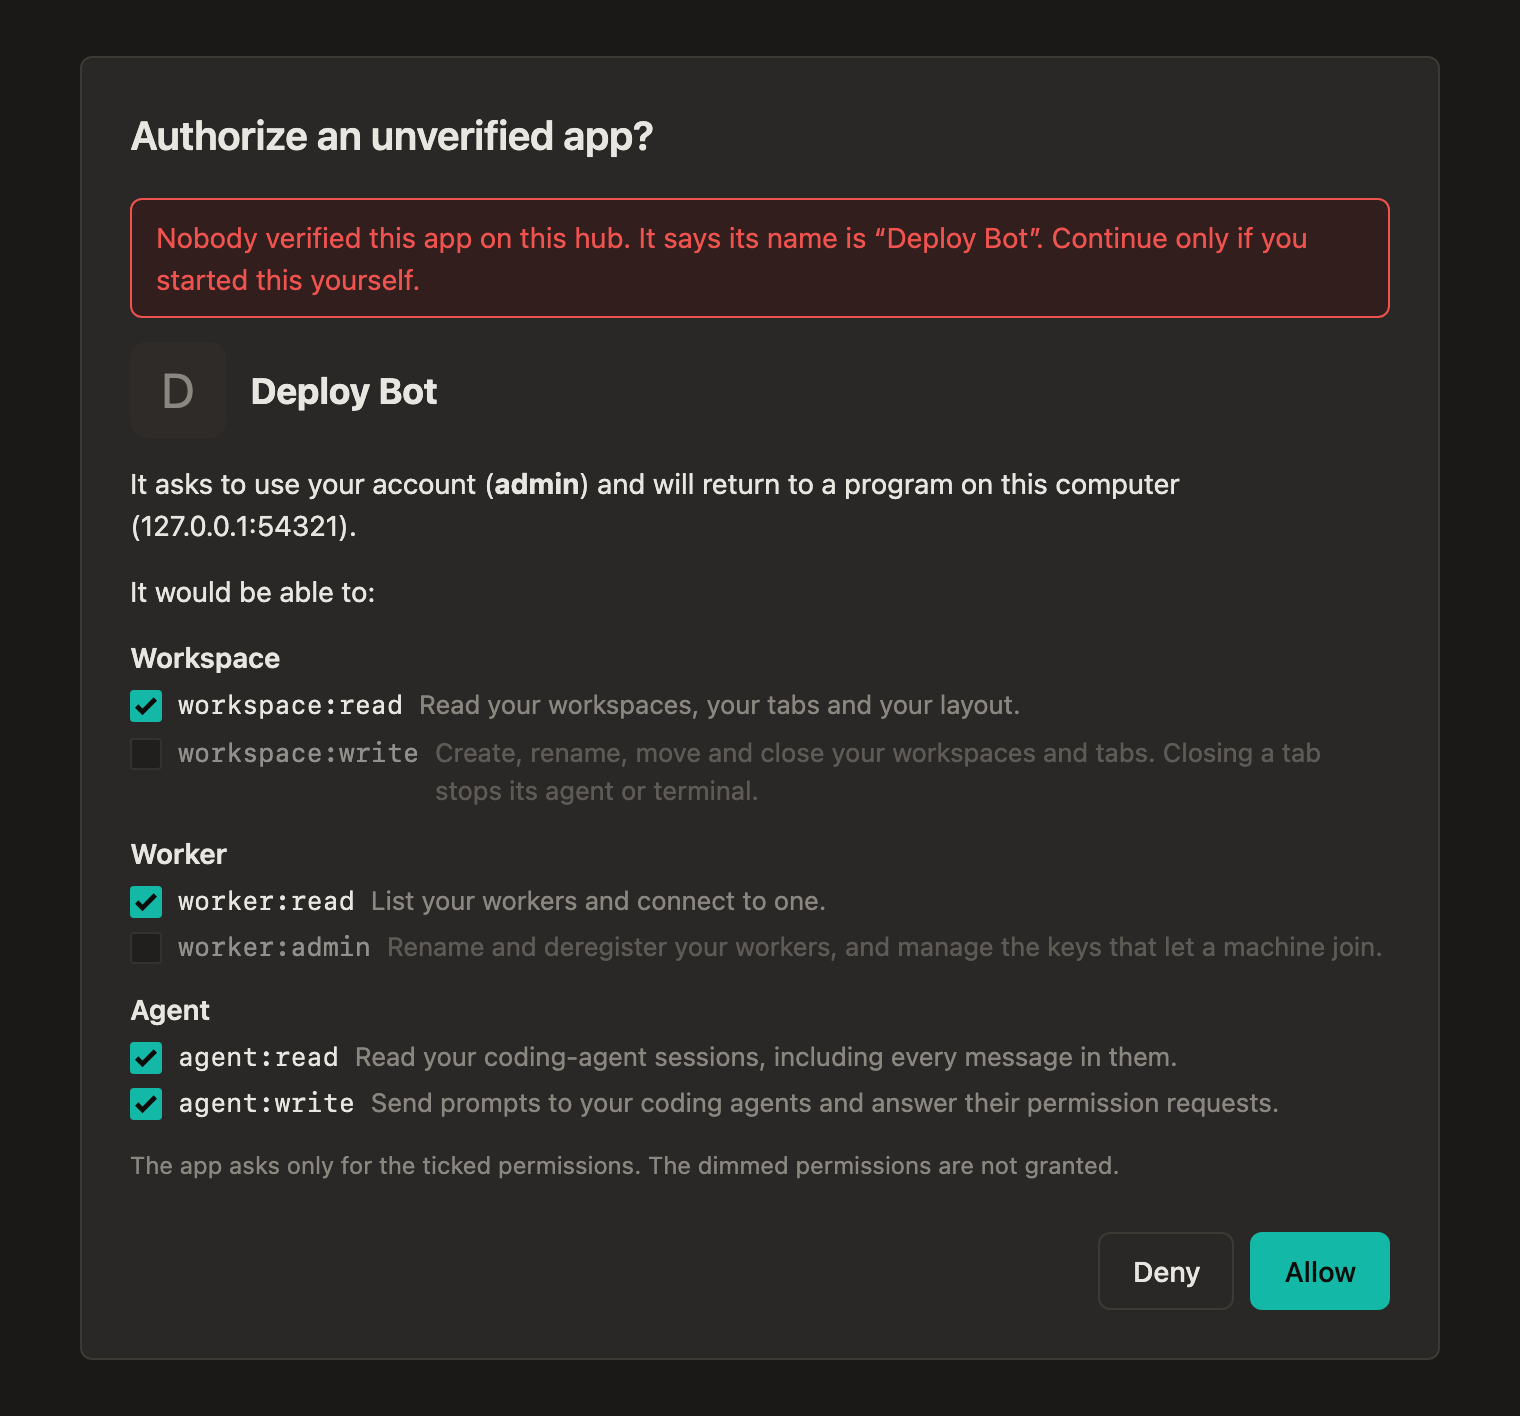 Authorize an unverified app?
Nobody verified this app on this hub. It says its name is “Deploy Bot”. Continue only if you
started this yourself.
D
Deploy Bot
It asks to use your account (admin) and will return to a program on this computer
(127.0.0.1:54321).
It would be able to:
Workspace
workspace:read Read your workspaces, your tabs and your layout.
workspace:write Create, rename, move and close your workspaces and tabs. Closing a tab
stops its agent or terminal.
Worker
worker:read List your workers and connect to one.
worker:admin Rename and deregister your workers, and manage the keys that let a machine join.
Agent
agent:read Read your coding-agent sessions, including every message in them.
agent:write Send prompts to your coding agents and answer their permission requests.
The app asks only for the ticked permissions. The dimmed permissions are not granted.
Deny
Allow